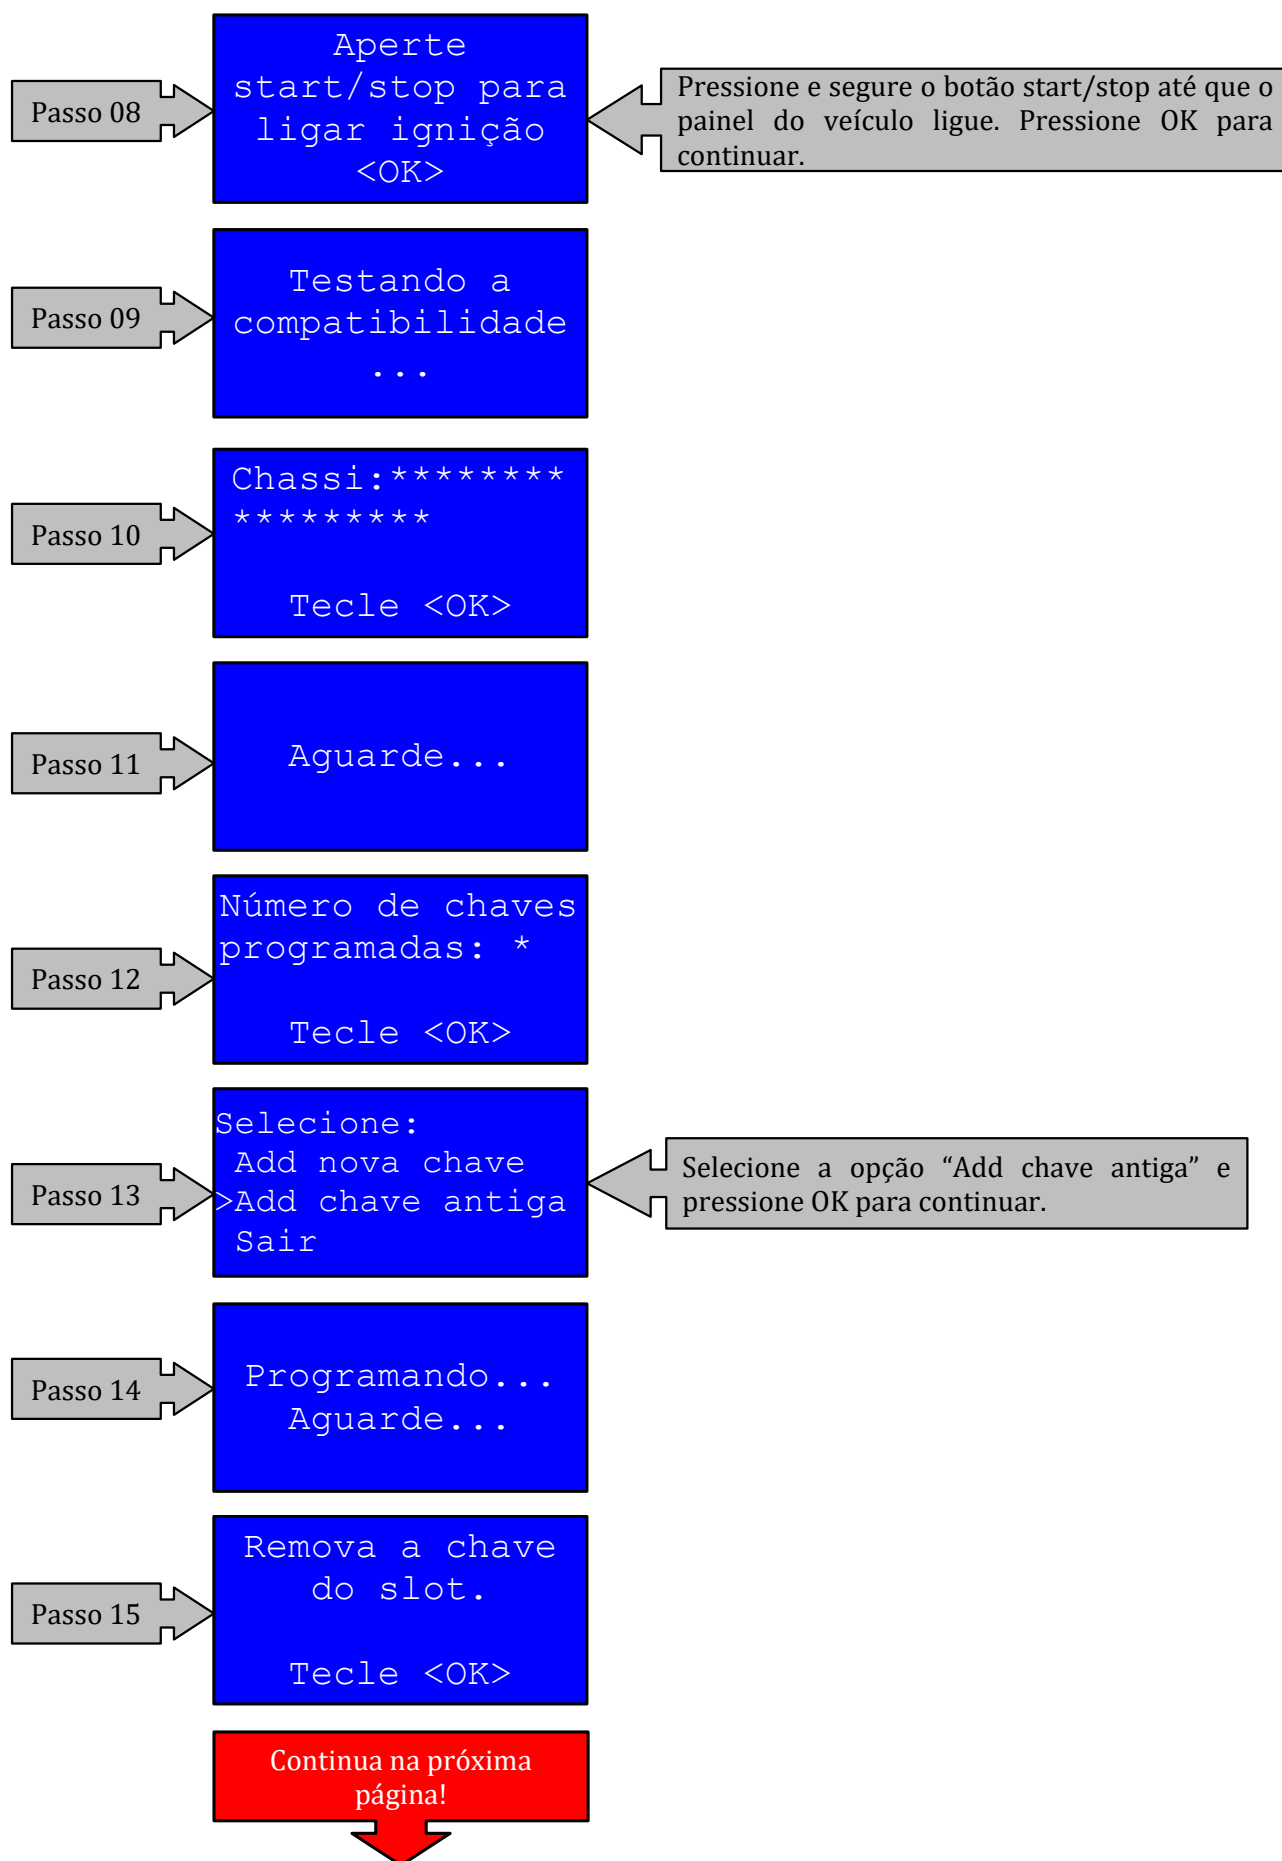 Passo 08
Aperte
start/stop para
ligar ignição
<OK>
Pressione e segure o botão start/stop até que o
painel do veículo ligue. Pressione OK para
continuar.
Passo 09
Testando a
compatibilidade
...
Passo 10
Chassi:********
*********
Tecle <OK>
Passo 11
Aguarde...
Passo 12
Número de chaves
programadas: *
Tecle <OK>
Passo 13
Selecione:
Add nova chave
>Add chave antiga
Sair
Selecione a opção “Add chave antiga” e
pressione OK para continuar.
Passo 14
Programando...
Aguarde...
Passo 15
Remova a chave
do slot.
Tecle <OK>
Continua na próxima
página!